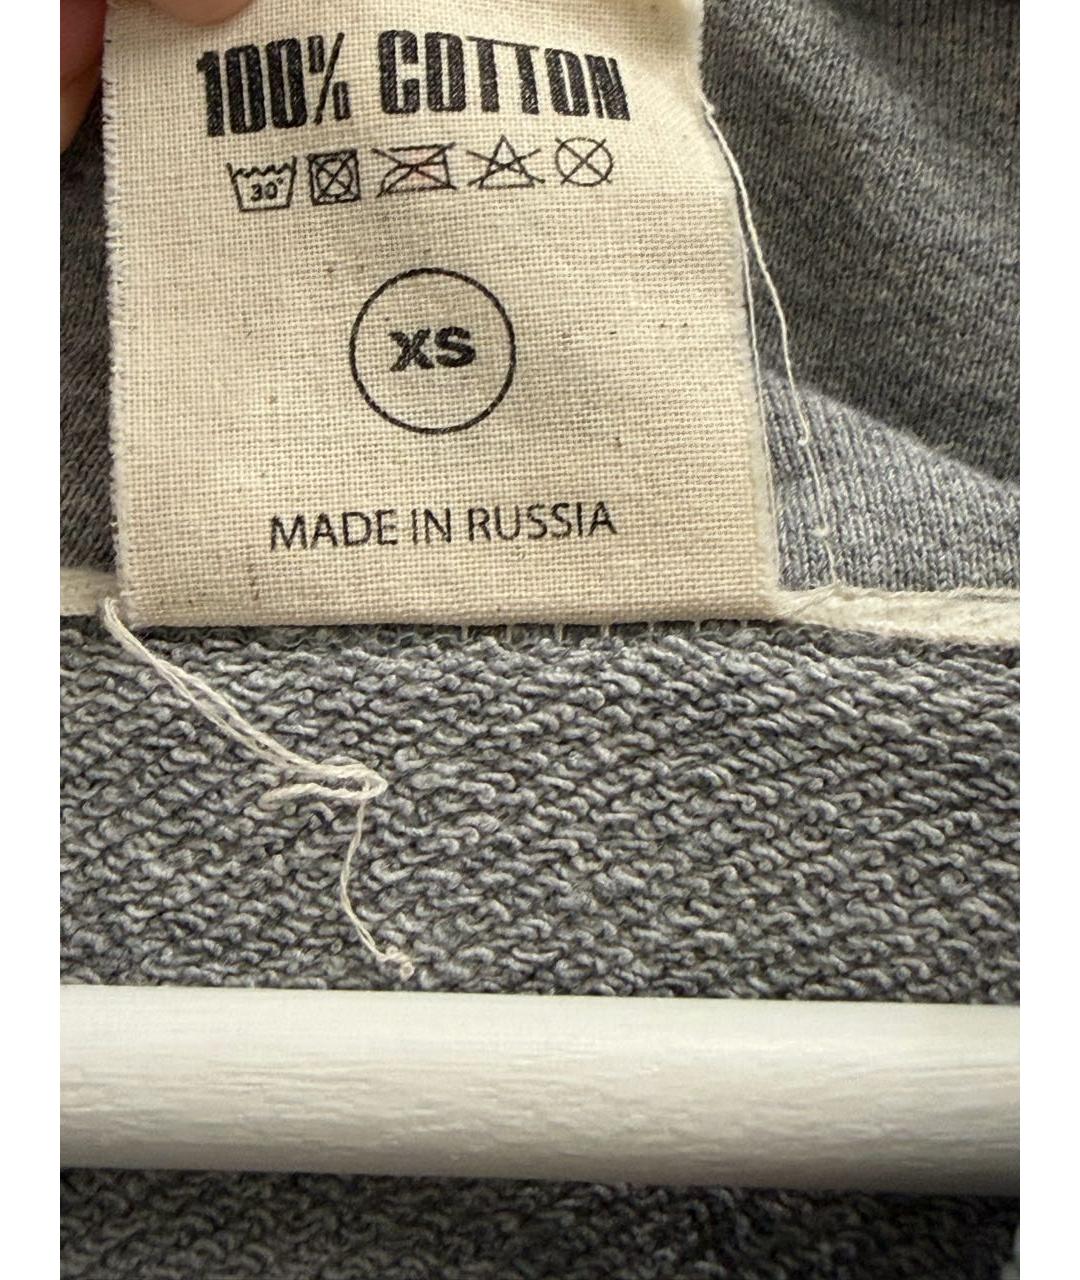 100% COTTON
30°
XS
MADE IN RUSSIA